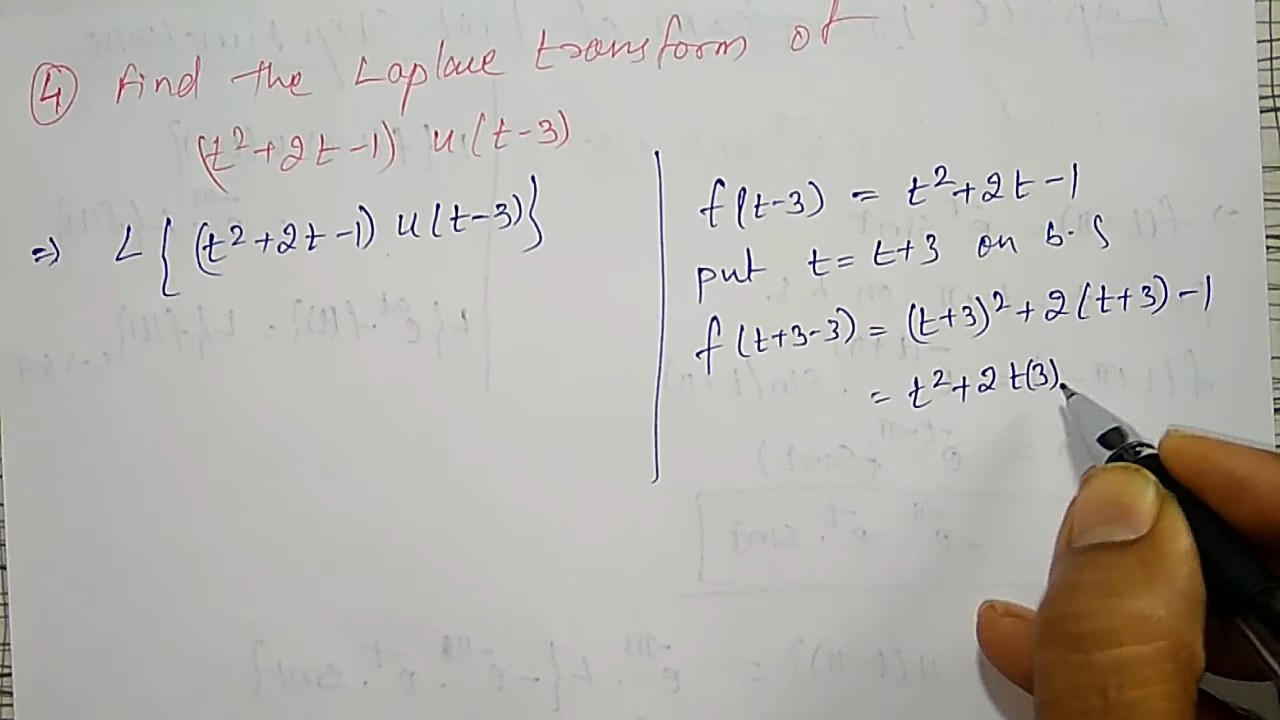 ④ Find the Laplace transform of
(t²+2t-1) u(t-3)
⇒ L{(t²+2t-1) u(t-3)}
f(t-3) = t²+2t-1
put t = t+3 on b.s
f(t+3-3) = (t+3)²+2(t+3)-1
= t²+2t(3)